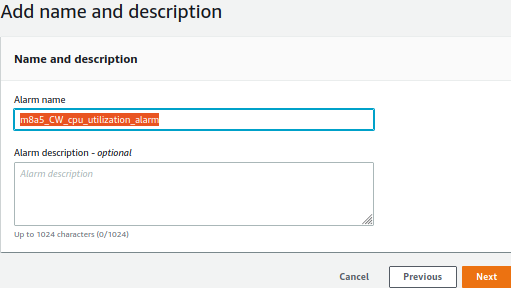 Add name and description
Name and description
Alarm name
m8a5_CW_cpu_utilization_alarm
Alarm description - optional
Alarm description
Up to 1024 characters (0/1024)
Cancel Previous Next